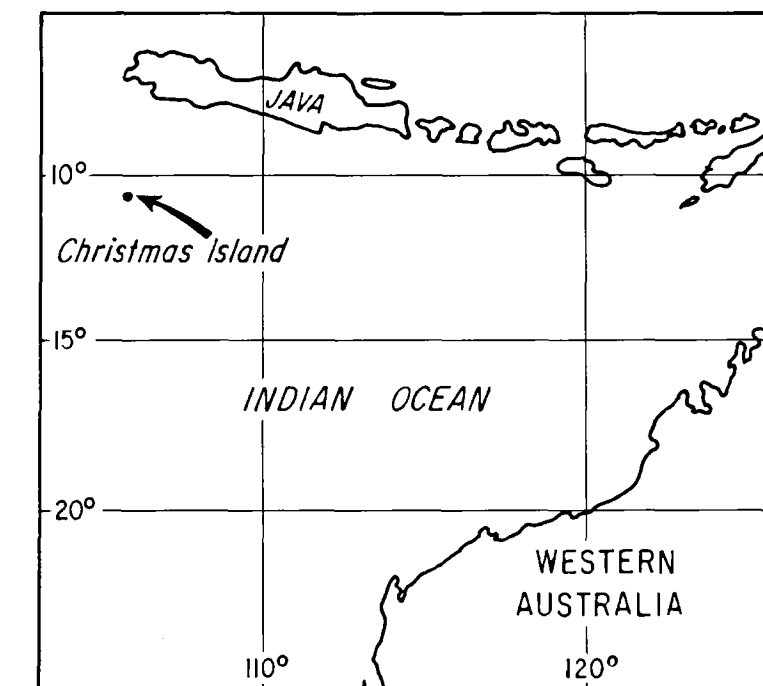 JAVA
10°
Christmas Island
15°
INDIAN OCEAN
20°
WESTERN
AUSTRALIA
110°
120°